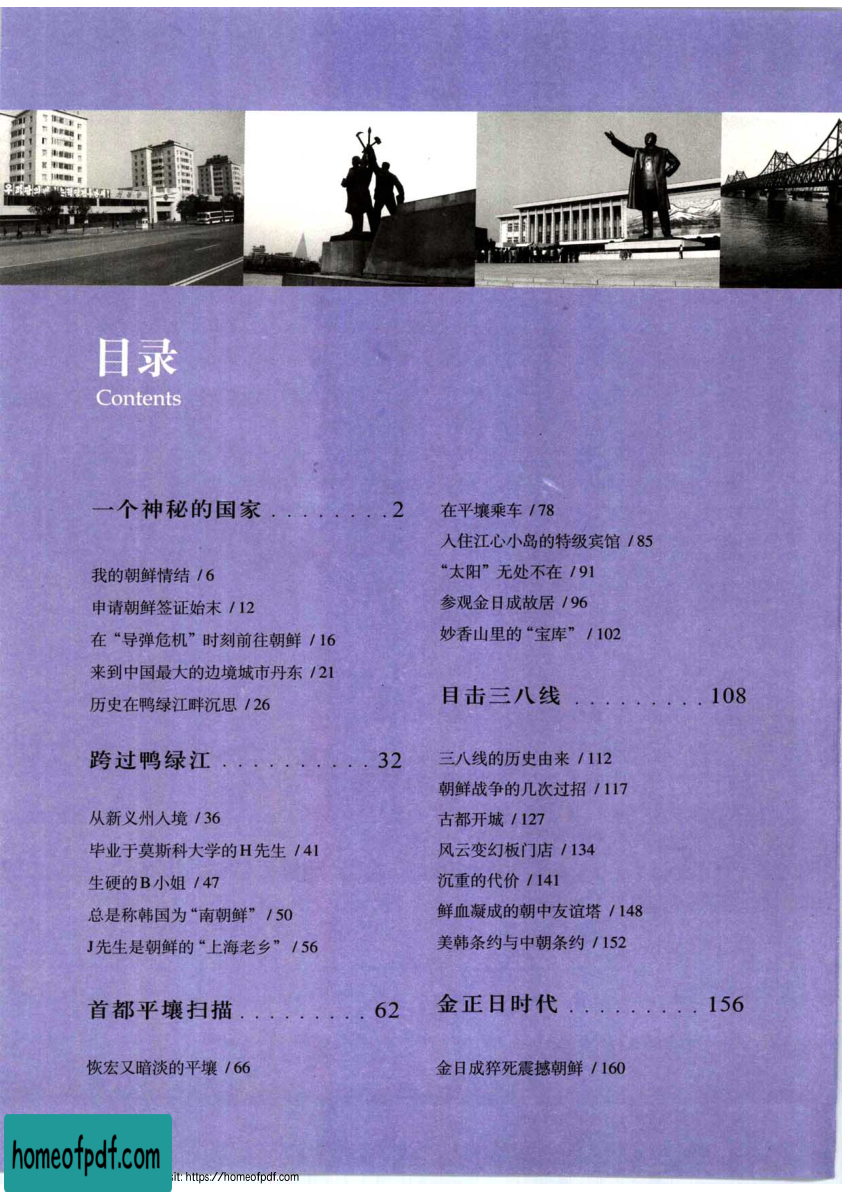 目录
Contents
一个神秘的国家 . . . . . . . . 2
我的朝鲜情结 / 6
申请朝鲜签证始末 / 12
在“导弹危机”时刻前往朝鲜 / 16
来到中国最大的边境城市丹东 / 21
历史在鸭绿江畔沉思 / 26
跨过鸭绿江 . . . . . . . . . . 32
从新义州入境 / 36
毕业于莫斯科大学的H先生 / 41
生硬的B小姐 / 47
总是称韩国为“南朝鲜” / 50
J先生是朝鲜的“上海老乡” / 56
首都平壤扫描 . . . . . . . . . 62
恢宏又暗淡的平壤 / 66
在平壤乘车 / 78
入住江心小岛的特级宾馆 / 85
“太阳”无处不在 / 91
参观金日成故居 / 96
妙香山里的“宝库” / 102
目击三八线 . . . . . . . . . 108
三八线的历史由来 / 112
朝鲜战争的几次过招 / 117
古都开城 / 127
风云变幻板门店 / 134
沉重的代价 / 141
鲜血凝成的朝中友谊塔 / 148
美韩条约与中朝条约 / 152
金正日时代 . . . . . . . . . 156
金日成猝死震撼朝鲜 / 160
homeofpdf.com
sit: https://homeofpdf.com